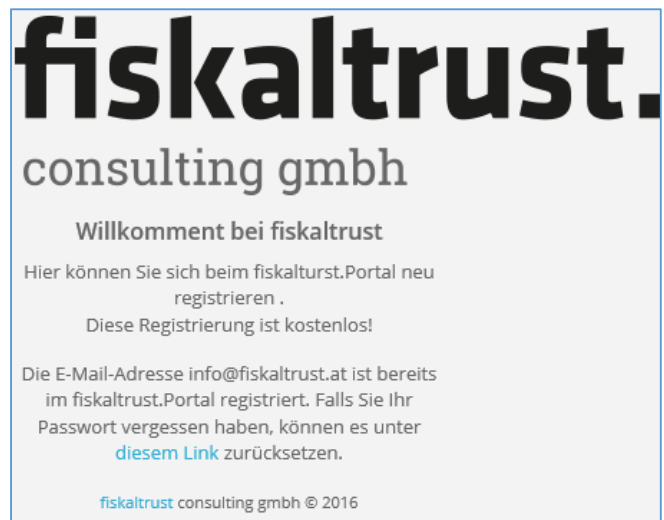 fiskaltrust.
consulting gmbh
Willkomment bei fiskaltrust
Hier können Sie sich beim fiskalturst.Portal neu
registrieren .
Diese Registrierung ist kostenlos!
Die E-Mail-Adresse info@fiskaltrust.at ist bereits
im fiskaltrust.Portal registriert. Falls Sie Ihr
Passwort vergessen haben, können es unter
diesem Link zurücksetzen.
fiskaltrust consulting gmbh © 2016